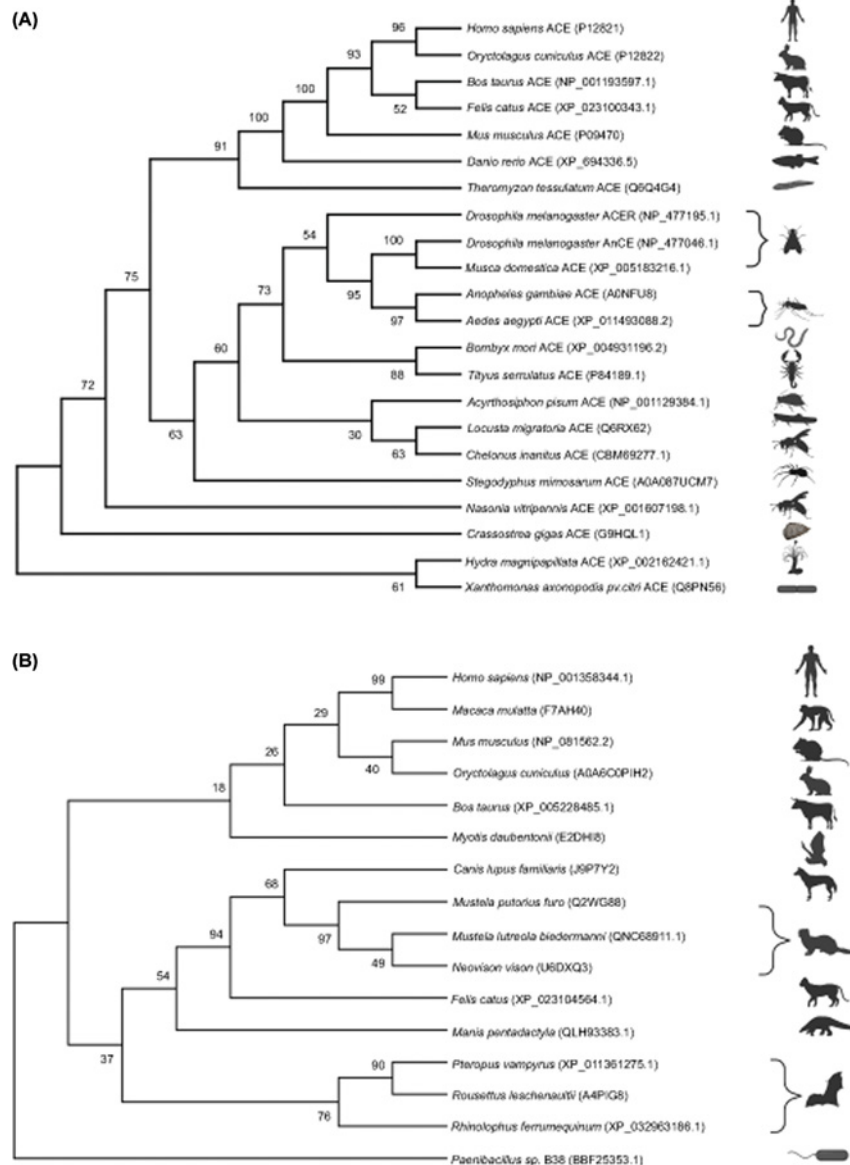 (A)
96
Homo sapiens ACE (P12821)
Oryctolagus cuniculus ACE (P12822)
93
Bos taurus ACE (NP_001193597.1)
52
Felis catus ACE (XP_023100343.1)
100
Mus musculus ACE (P09470)
100
Danio rerio ACE (XP_694336.5)
91
Theromyzon tessulatum ACE (Q6Q4G4)
Drosophila melanogaster ACER (NP_477195.1)
54
100
Drosophila melanogaster AnCE (NP_477046.1)
Musca domestica ACE (XP_005183216.1)
75
73
95
Anopheles gambiae ACE (A0NFU8)
97
Aedes aegypti ACE (XP_011493088.2)
60
Bombyx mori ACE (XP_004931196.2)
88
Tityus serrulatus ACE (P84189.1)
72
Acyrthosiphon pisum ACE (NP_001129384.1)
63
30
Locusta migratoria ACE (Q6RX62)
63
Chelonus inanitus ACE (CBM69277.1)
Stegodyphus mimosarum ACE (A0A087UCM7)
Nasonia vitripennis ACE (XP_001607198.1)
Crassostrea gigas ACE (G9HQL1)
Hydra magnipapillata ACE (XP_002162421.1)
61
Xanthomonas axonopodis pv.citri ACE (Q8PN56)
(B)
99
Homo sapiens (NP_001358344.1)
Macaca mulatta (F7AH40)
29
Mus musculus (NP_081562.2)
26
40
Oryctolagus cuniculus (A0A6C0PIH2)
18
Bos taurus (XP_005228485.1)
Myotis daubentonii (E2DHI8)
Canis lupus familiaris (J9P7Y2)
68
Mustela putorius furo (Q2WG88)
94
97
Mustela lutreola biedermanni (QNC68911.1)
49
Neovison vison (U6DXQ3)
54
Felis catus (XP_023104564.1)
Manis pentadactyla (QLH93383.1)
37
90
Pteropus vampyrus (XP_011361275.1)
Rousettus leschenaultii (A4PIG8)
76
Rhinolophus ferrumequinum (XP_032963186.1)
Paenibacillus sp. B38 (BBF25353.1)